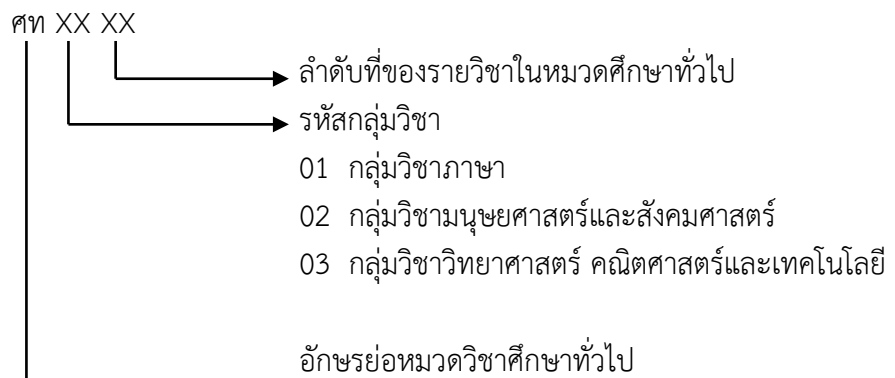 ศท XX XX
ลำดับที่ของรายวิชาในหมวดศึกษาทั่วไป
รหัสกลุ่มวิชา
01 กลุ่มวิชาภาษา
02 กลุ่มวิชามนุษยศาสตร์และสังคมศาสตร์
03 กลุ่มวิชาวิทยาศาสตร์ คณิตศาสตร์และเทคโนโลยี
อักษรย่อหมวดวิชาศึกษาทั่วไป